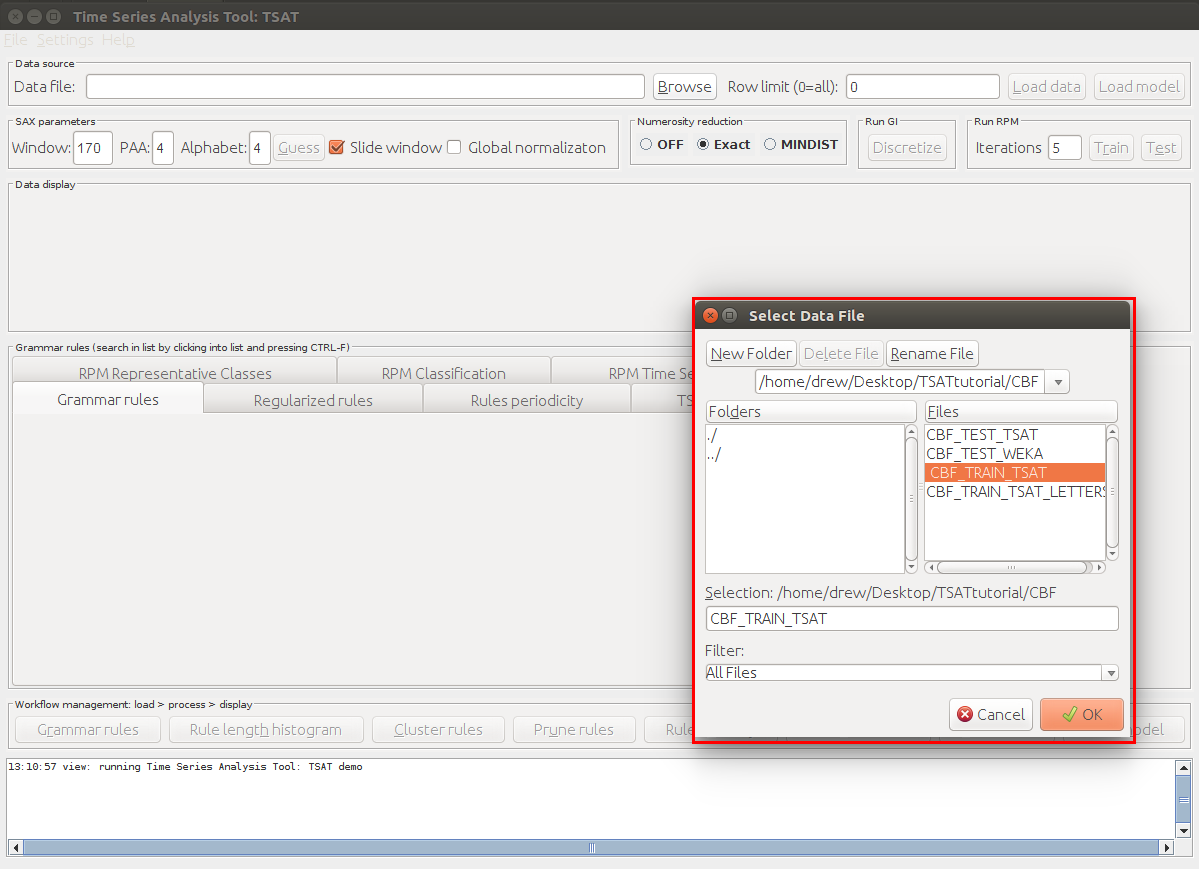 Time Series Analysis Tool: TSAT
File Settings Help
Data source
Data file: Browse Row limit (0=all): 0 Load data Load model
SAX parameters Numerosity reduction Run GI Run RPM
Window: 170 PAA: 4 Alphabet: 4 Guess Slide window Global normalizaton OFF Exact MINDIST Discretize Iterations 5 Train Test
Data display
Grammar rules (search in list by clicking into list and pressing CTRL-F)
RPM Representative Classes RPM Classification RPM Time Se
Grammar rules Regularized rules Rules periodicity TS
Select Data File
New Folder Delete File Rename File
/home/drew/Desktop/TSATtutorial/CBF
Folders Files
./ CBF_TEST_TSAT
../ CBF_TEST_WEKA
CBF_TRAIN_TSAT
CBF_TRAIN_TSAT_LETTERS
Selection: /home/drew/Desktop/TSATtutorial/CBF
CBF_TRAIN_TSAT
Filter:
All Files
Cancel OK
Workflow management: load > process > display
Grammar rules Rule length histogram Cluster rules Prune rules Rule odel
13:10:57 view: running Time Series Analysis Tool: TSAT demo